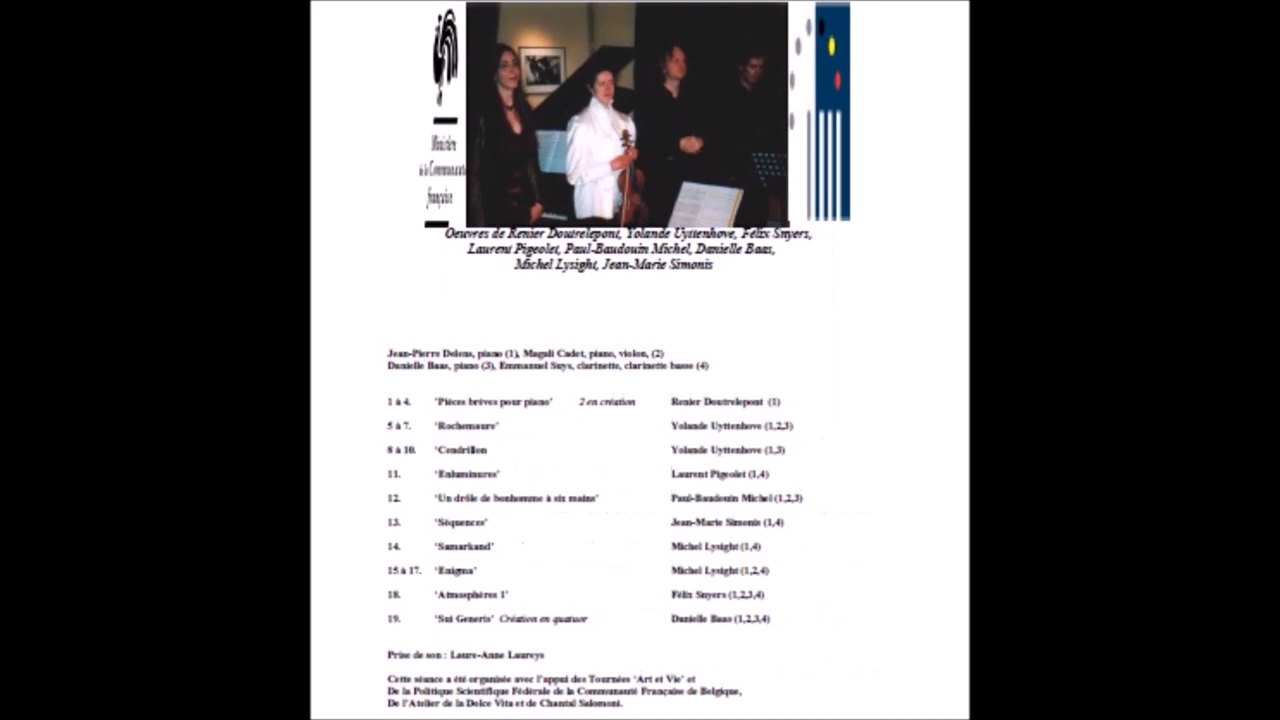 Ministère
de la Communauté
française
Oeuvres de Renier Doutrelepont, Yolande Uyttenhove, Félix Snyers,
Laurent Pigeolet, Paul-Baudouin Michel, Danielle Baas,
Michel Lysight, Jean-Marie Simonis
Jean-Pierre Delens, piano (1), Magali Cadet, piano, violon, (2)
Danielle Baas, piano (3), Emmanuel Suys, clarinette, clarinette basse (4)
1 à 4. 'Pièces brèves pour piano' 2 en création Renier Doutrelepont (1)
5 à 7. 'Rochemaure' Yolande Uyttenhove (1,2,3)
8 à 10. 'Cendrillon Yolande Uyttenhove (1,3)
11. 'Enluminures' Laurent Pigeolet (1,4)
12. 'Un drôle de bonhomme à six mains' Paul-Baudouin Michel (1,2,3)
13. 'Séquences' Jean-Marie Simonis (1,4)
14. 'Samarkand' Michel Lysight (1,4)
15 à 17. 'Enigma' Michel Lysight (1,2,4)
18. 'Atmosphères 1' Félix Snyers (1,2,3,4)
19. 'Sui Generis' Création en quatuor Danielle Baas (1,2,3,4)
Prise de son : Laure-Anne Laureys
Cette séance a été organisée avec l'appui des Tournées 'Art et Vie' et
De la Politique Scientifique Fédérale de la Communauté Française de Belgique,
De l'Atelier de la Dolce Vita et de Chantal Salomoni.